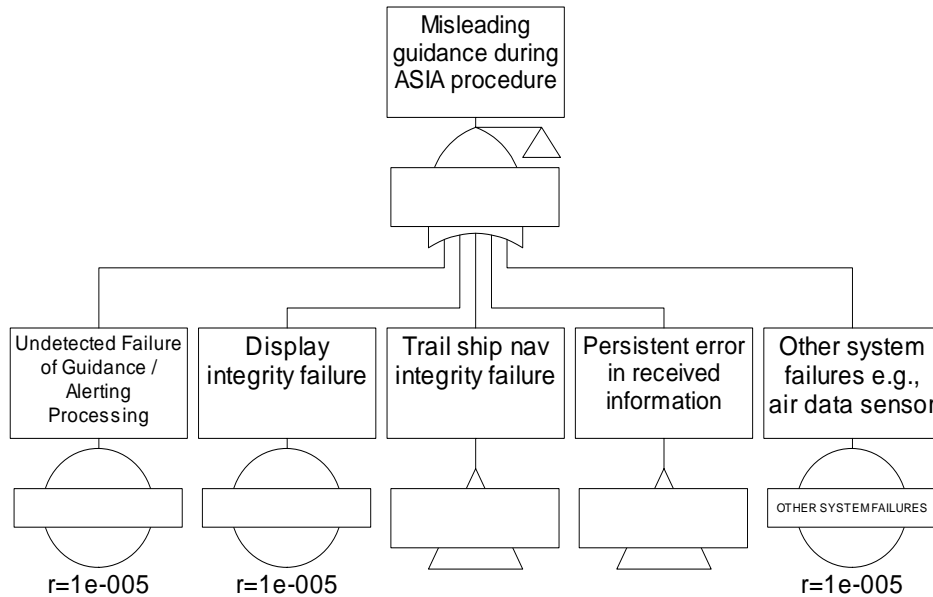 Misleading
guidance during
ASIA procedure
Undetected Failure
of Guidance /
Alerting
Processing
Display
integrity failure
Trail ship nav
integrity failure
Persistent error
in received
information
Other system
failures e.g.,
air data sensor
OTHER SYSTEM FAILURES
r=1e-005
r=1e-005
r=1e-005